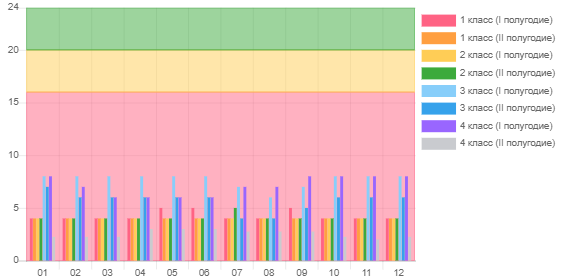 24
20
15
10
5
0
01 02 03 04 05 06 07 08 09 10 11 12
1 класс (I полугодие)
1 класс (II полугодие)
2 класс (I полугодие)
2 класс (II полугодие)
3 класс (I полугодие)
3 класс (II полугодие)
4 класс (I полугодие)
4 класс (II полугодие)